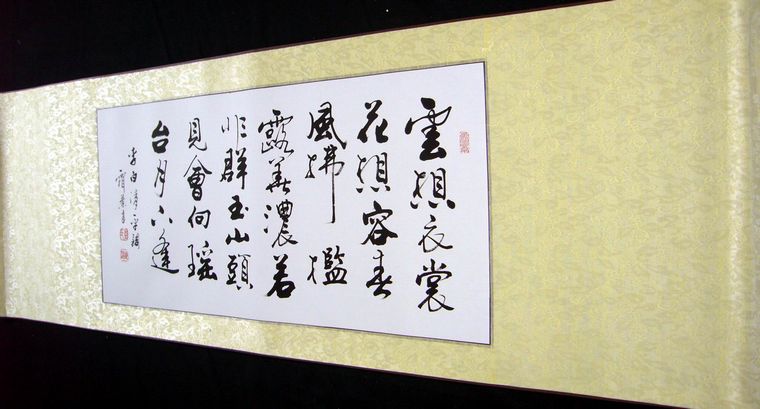 雲想衣裳
花想容春
風拂檻
露華濃若
非群玉山頭
見會向瑤
台月下逢
李白清平調